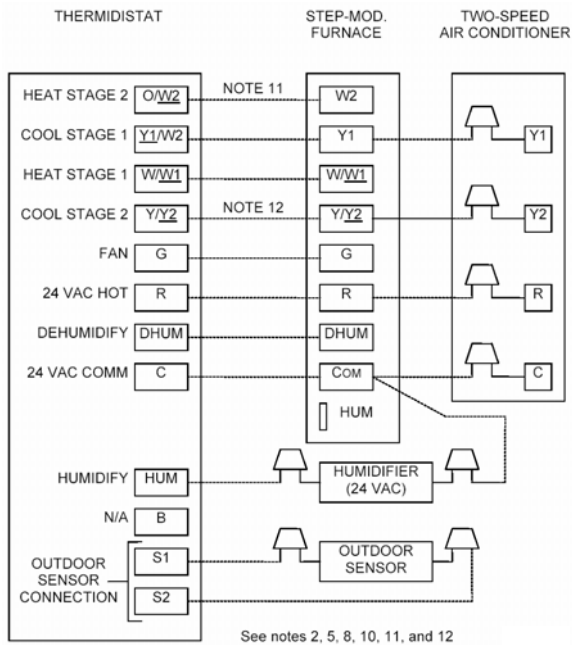 THERMIDISTAT
STEP-MOD.
FURNACE
TWO-SPEED
AIR CONDITIONER
HEAT STAGE 2 O/W2 NOTE 11 W2
COOL STAGE 1 Y1/W2 Y1 Y1
HEAT STAGE 1 W/W1 W/W1
COOL STAGE 2 Y/Y2 NOTE 12 Y/Y2 Y2
FAN G G
24 VAC HOT R R R
DEHUMIDIFY DHUM DHUM
24 VAC COMM C COM C
HUM
HUMIDIFY HUM HUMIDIFIER
(24 VAC)
N/A B
OUTDOOR
SENSOR
CONNECTION
S1
S2
OUTDOOR
SENSOR
See notes 2, 5, 8, 10, 11, and 12